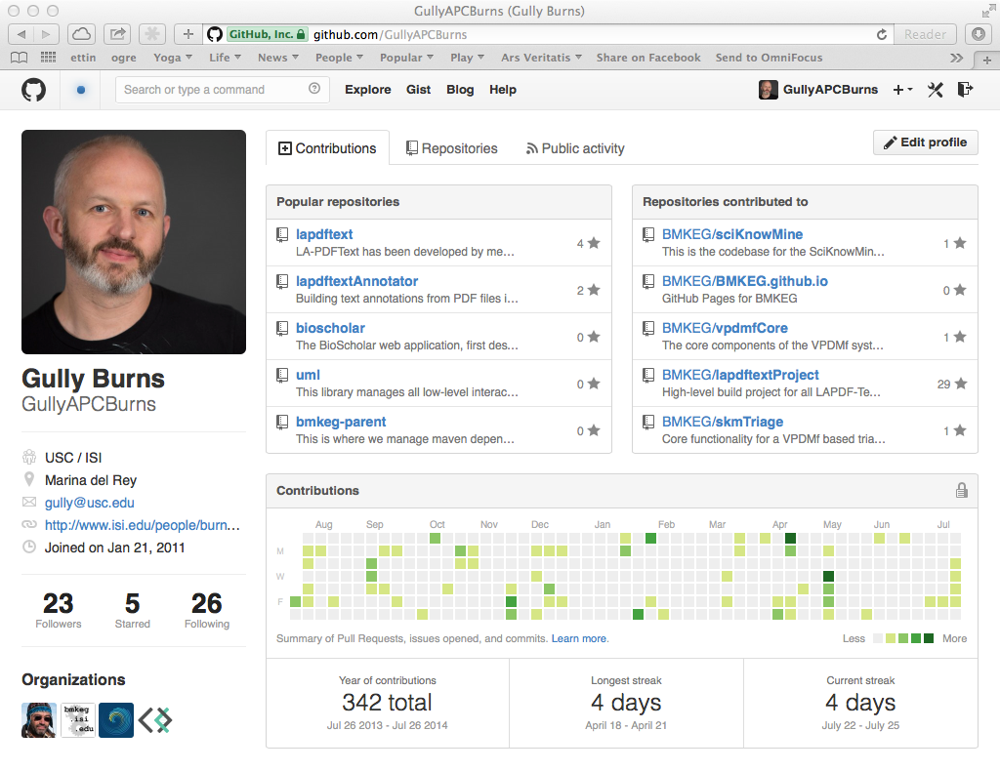 GullyAPCBurns (Gully Burns)
GitHub, Inc. github.com/GullyAPCBurns
Reader
ettin ogre Yoga Life News People Popular Play Ars Veritatis Share on Facebook Send to OmniFocus
Search or type a command
Explore Gist Blog Help
GullyAPCBurns
Contributions Repositories Public activity
Edit profile
Popular repositories
lapdftext
LA-PDFText has been developed by me…
4
lapdftextAnnotator
Building text annotations from PDF files i…
2
bioscholar
The BioScholar web application, first des…
0
uml
This library manages all low-level interac…
0
bmkeg-parent
This is where we manage maven depen…
0
Repositories contributed to
BMKEG/sciKnowMine
This is the codebase for the SciKnowMin…
1
BMKEG/BMKEG.github.io
GitHub Pages for BMKEG
0
BMKEG/vpdmfCore
The core components of the VPDMf syst…
1
BMKEG/lapdftextProject
High-level build project for all LAPDF-Te…
29
BMKEG/skmTriage
Core functionality for a VPDMf based tria…
1
Gully Burns
GullyAPCBurns
USC / ISI
Marina del Rey
gully@usc.edu
http://www.isi.edu/people/burn…
Joined on Jan 21, 2011
23 5 26
Followers Starred Following
Organizations
bmkeg
.isi
.edu
Contributions
Aug Sep Oct Nov Dec Jan Feb Mar Apr May Jun Jul
M
W
F
Summary of Pull Requests, issues opened, and commits. Learn more.
Less More
Year of contributions
342 total
Jul 26 2013 - Jul 26 2014
Longest streak
4 days
April 18 - April 21
Current streak
4 days
July 22 - July 25